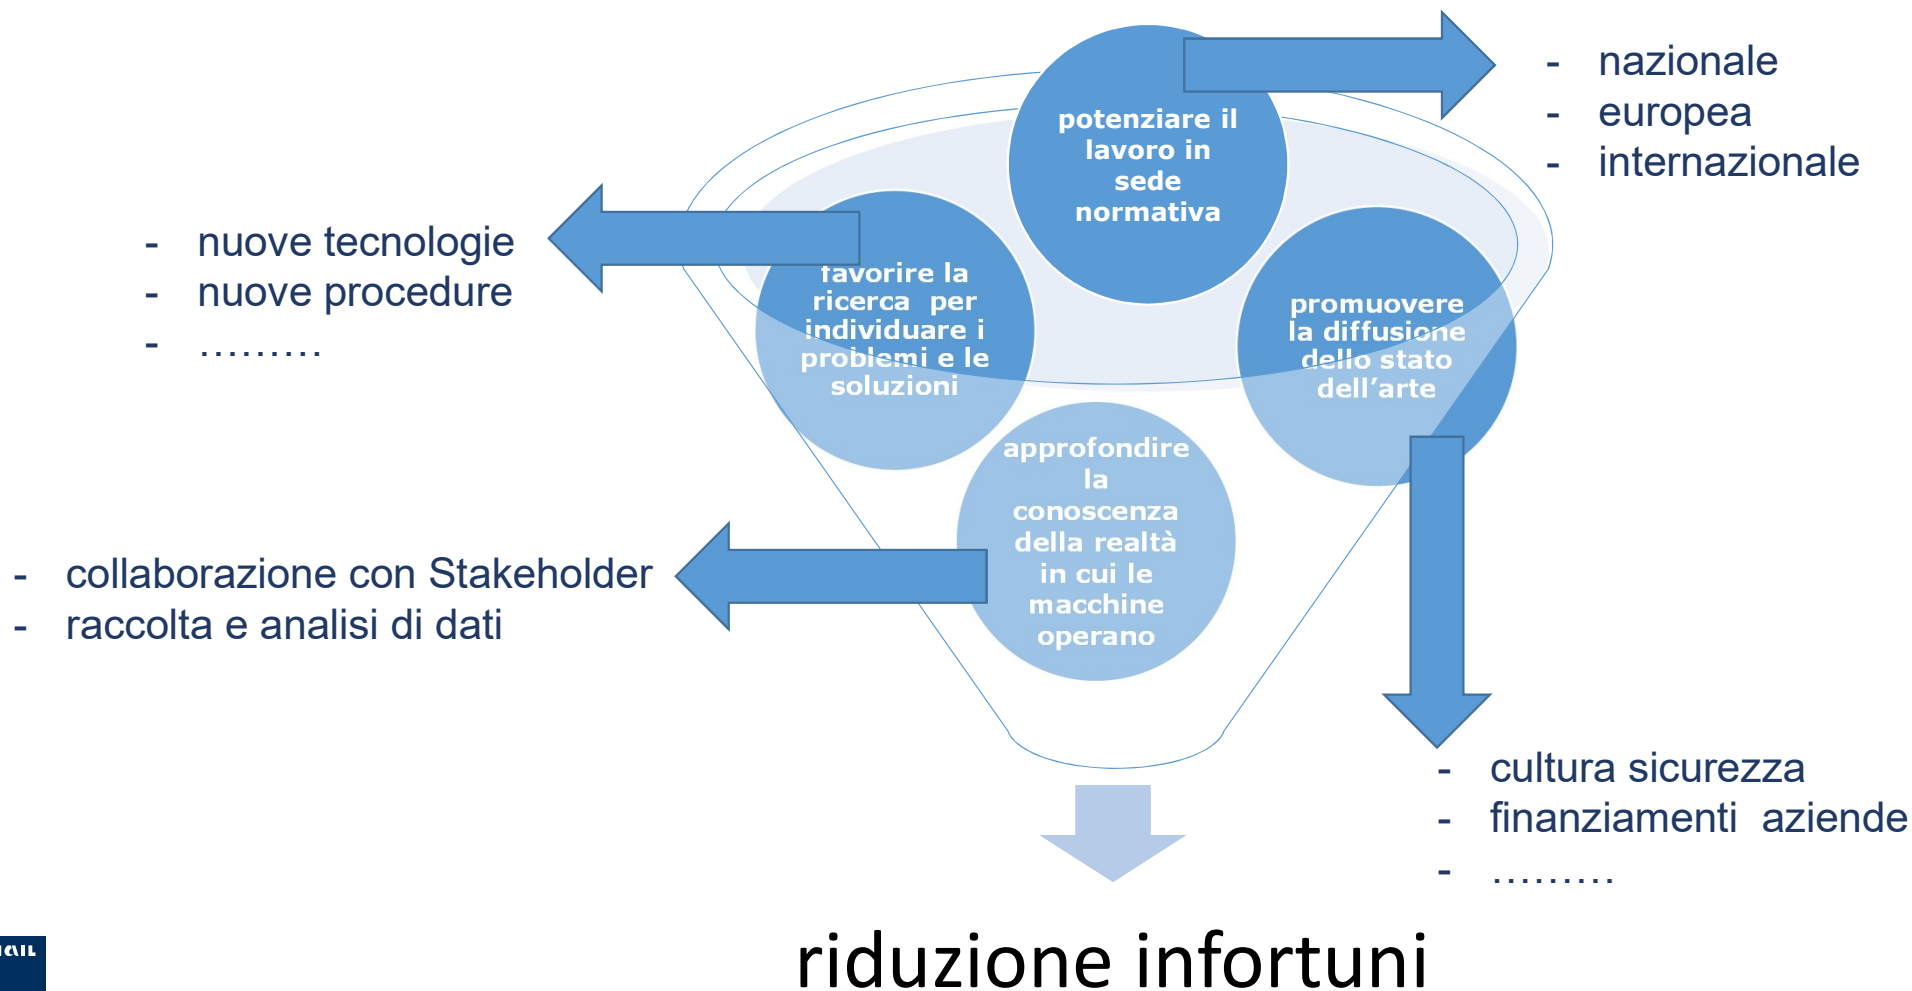 potenziare il
lavoro in
sede
normativa
- nazionale
- europea
- internazionale
- nuove tecnologie
- nuove procedure
- ………
favorire la
ricerca per
individuare i
problemi e le
soluzioni
promuovere
la diffusione
dello stato
dell’arte
approfondire
la
conoscenza
della realtà
in cui le
macchine
operano
- collaborazione con Stakeholder
- raccolta e analisi di dati
- cultura sicurezza
- finanziamenti aziende
- ………
riduzione infortuni